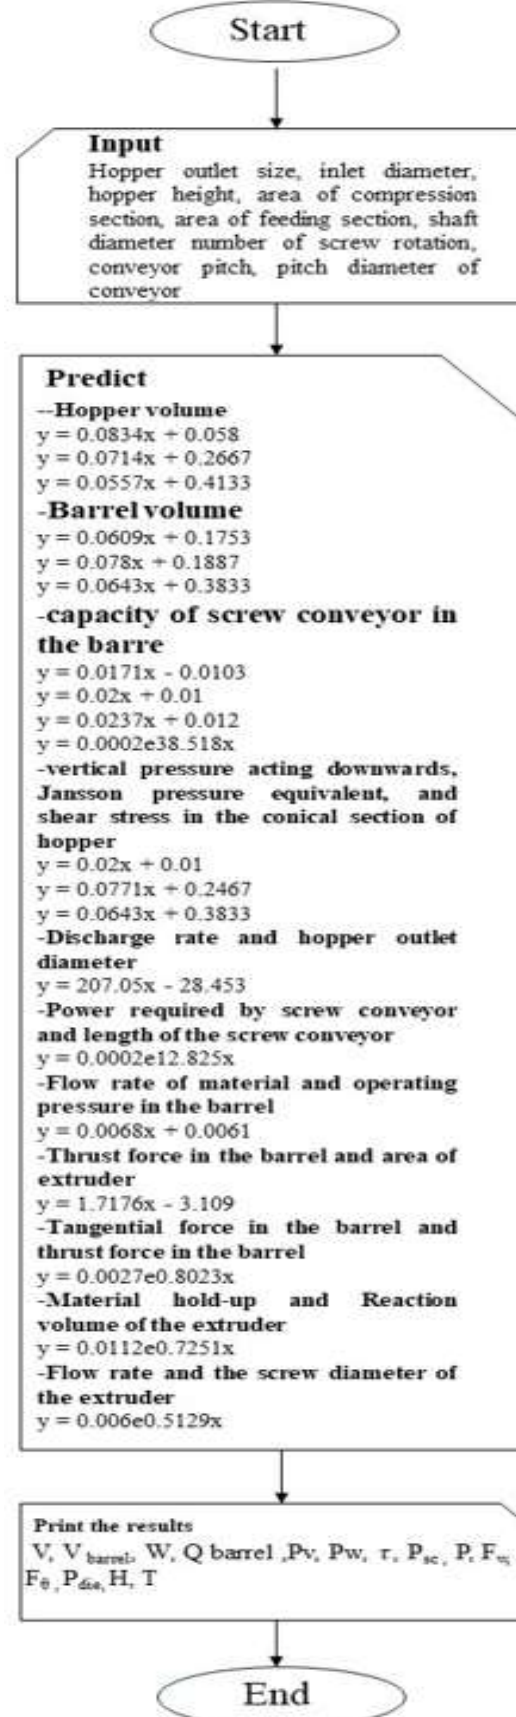 Start
Input
Hopper outlet size, inlet diameter,
hopper height, area of compression
section, area of feeding section, shaft
diameter number of screw rotation,
conveyor pitch, pitch diameter of
conveyor
Predict
--Hopper volume
y = 0.0834x + 0.058
y = 0.0714x + 0.2667
y = 0.0557x + 0.4133
-Barrel volume
y = 0.0609x + 0.1753
y = 0.078x + 0.1887
y = 0.0643x + 0.3833
-capacity of screw conveyor in
the barre
y = 0.0171x - 0.0103
y = 0.02x + 0.01
y = 0.0237x + 0.012
y = 0.0002e38.518x
-vertical pressure acting downwards,
Jansson pressure equivalent, and
shear stress in the conical section of
hopper
y = 0.02x + 0.01
y = 0.0771x + 0.2467
y = 0.0643x + 0.3833
-Discharge rate and hopper outlet
diameter
y = 207.05x - 28.453
-Power required by screw conveyor
and length of the screw conveyor
y = 0.0002e12.825x
-Flow rate of material and operating
pressure in the barrel
y = 0.0068x + 0.0061
-Thrust force in the barrel and area of
extruder
y = 1.7176x - 3.109
-Tangential force in the barrel and
thrust force in the barrel
y = 0.0027e0.8023x
-Material hold-up and Reaction
volume of the extruder
y = 0.0112e0.7251x
-Flow rate and the screw diameter of
the extruder
y = 0.006e0.5129x
Print the results
V, V barrel, W, Q barrel ,Pv, Pw, τ, Psc, P,
Fθ, Pdie, H, T
End